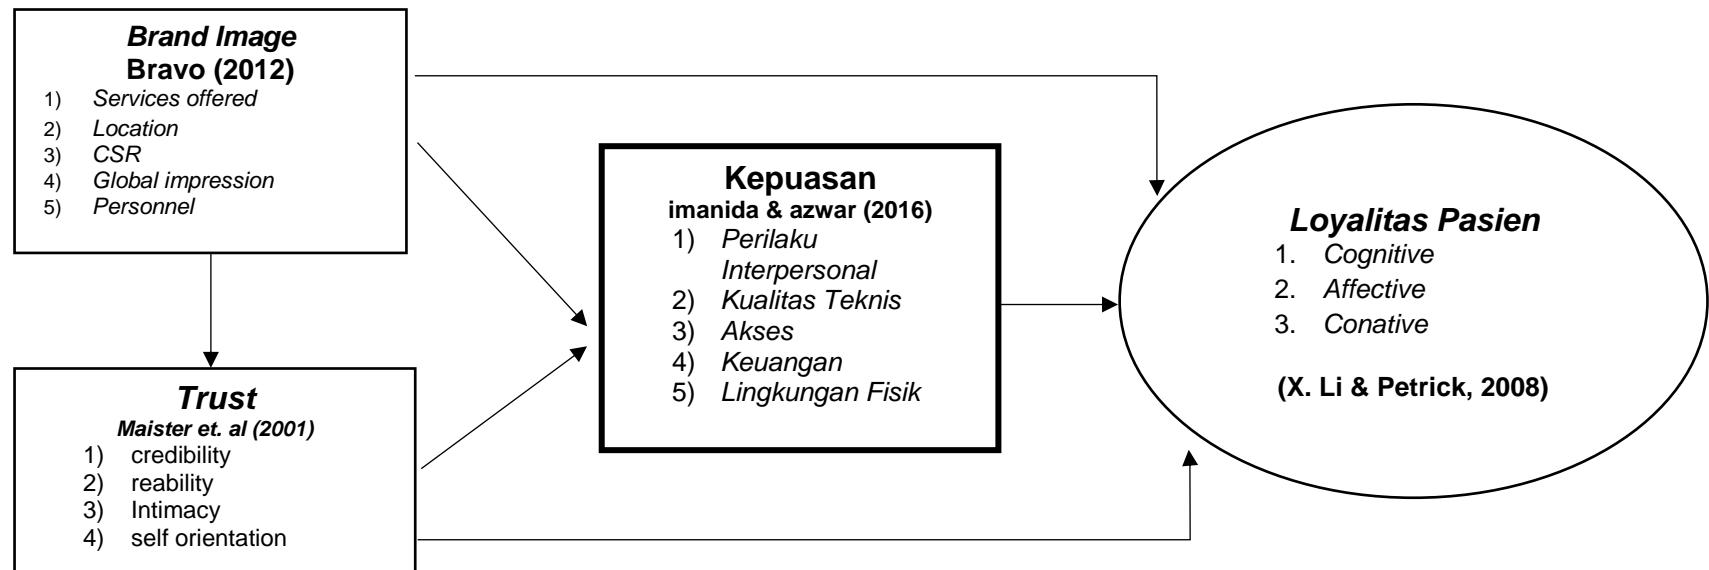 Brand Image
Bravo (2012)
1) Services offered
2) Location
3) CSR
4) Global impression
5) Personnel
Trust
Maister et. al (2001)
1) credibility
2) reability
3) Intimacy
4) self orientation
Kepuasan
imanida & azwar (2016)
1) Perilaku
Interpersonal
2) Kualitas Teknis
3) Akses
4) Keuangan
5) Lingkungan Fisik
Loyalitas Pasien
1. Cognitive
2. Affective
3. Conative
(X. Li & Petrick, 2008)